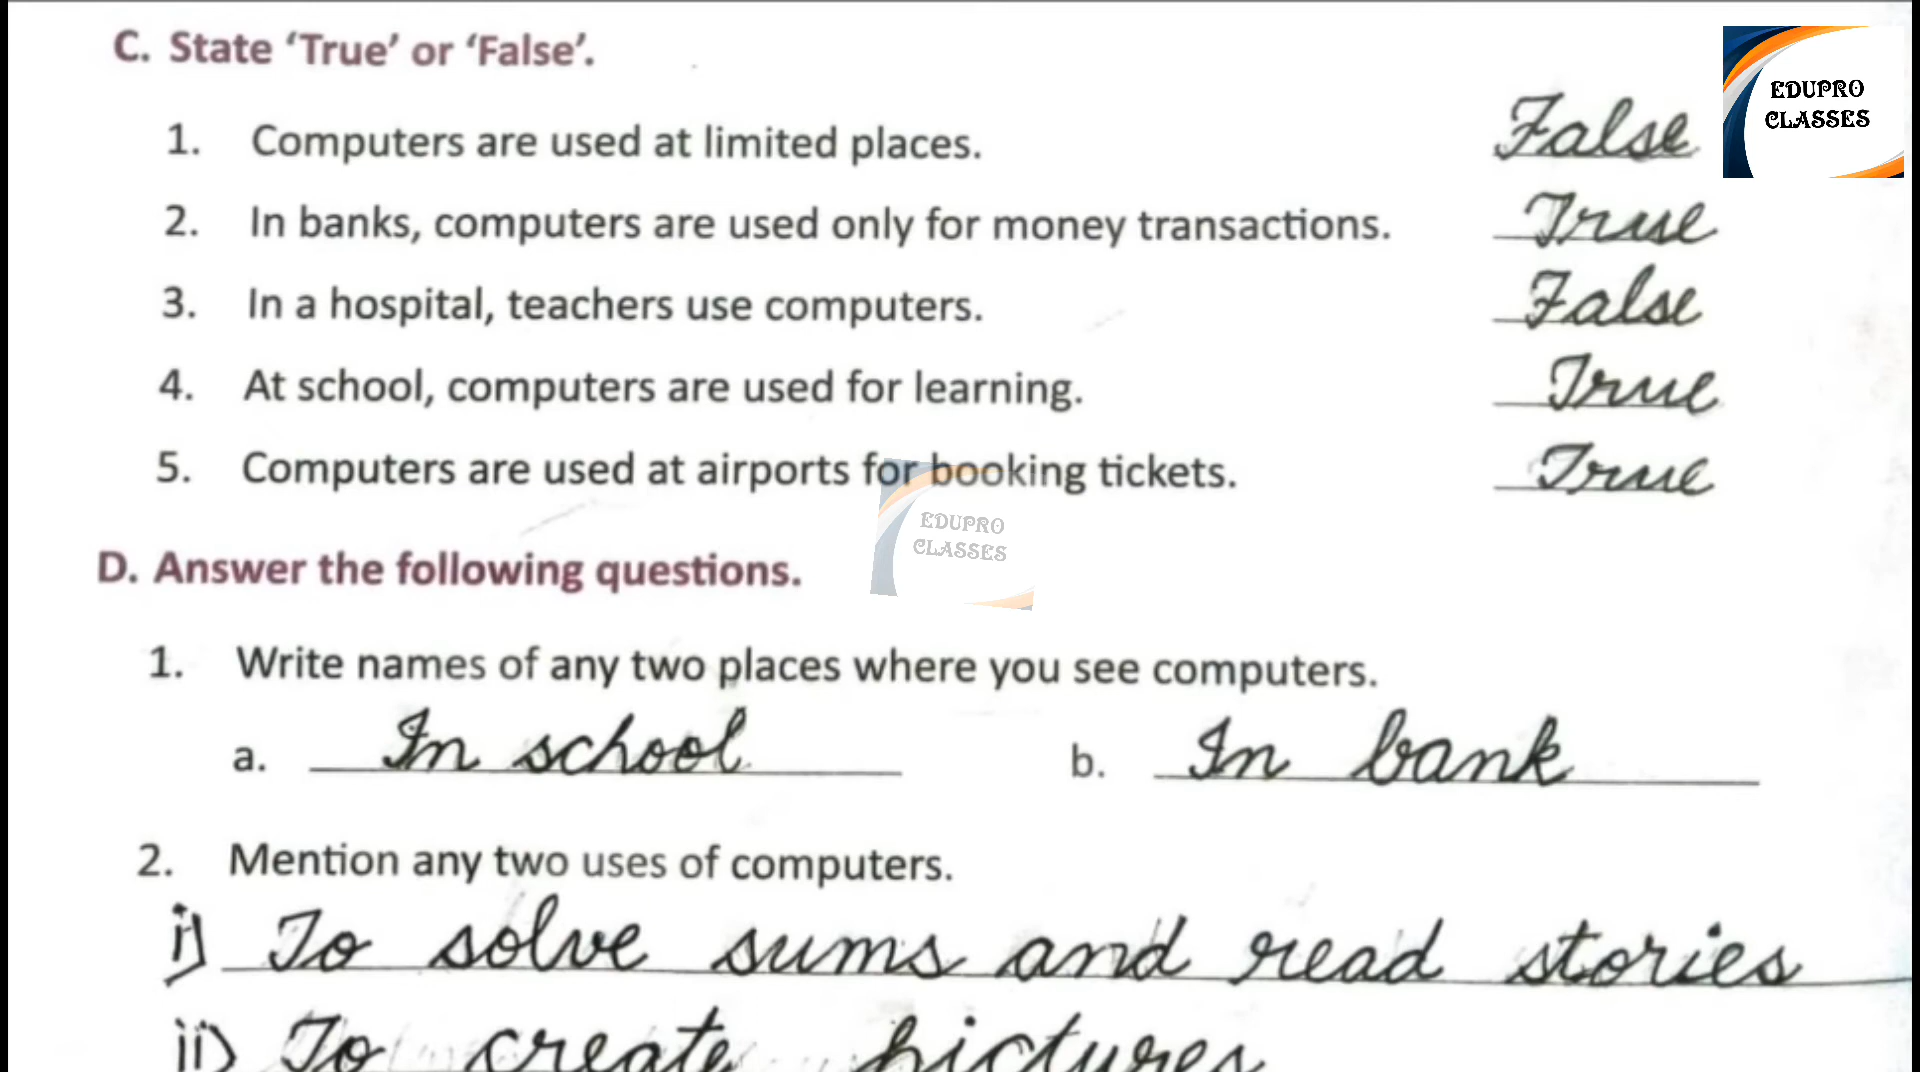 C. State ‘True’ or ‘False’.
EDUPRO
CLASSES
1. Computers are used at limited places. False
2. In banks, computers are used only for money transactions. True
3. In a hospital, teachers use computers. False
4. At school, computers are used for learning. True
5. Computers are used at airports for booking tickets. True
EDUPRO
CLASSES
D. Answer the following questions.
1. Write names of any two places where you see computers.
a. In school b. In bank
2. Mention any two uses of computers.
i) To solve sums and read stories
ii) To create pictures